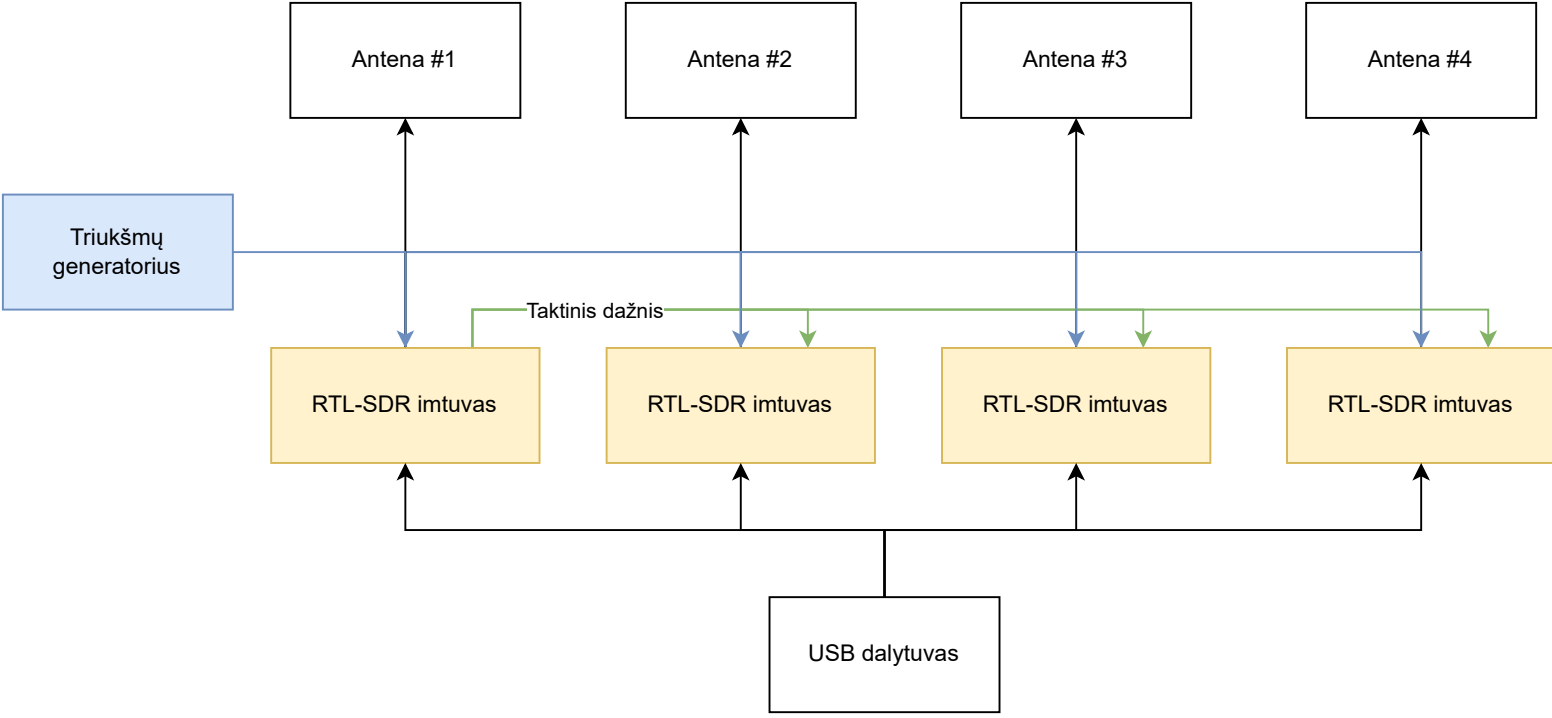 Antena #1
Antena #2
Antena #3
Antena #4
Triukšmų
generatorius
Taktinis dažnis
RTL-SDR imtuvas
RTL-SDR imtuvas
RTL-SDR imtuvas
RTL-SDR imtuvas
USB dalytuvas